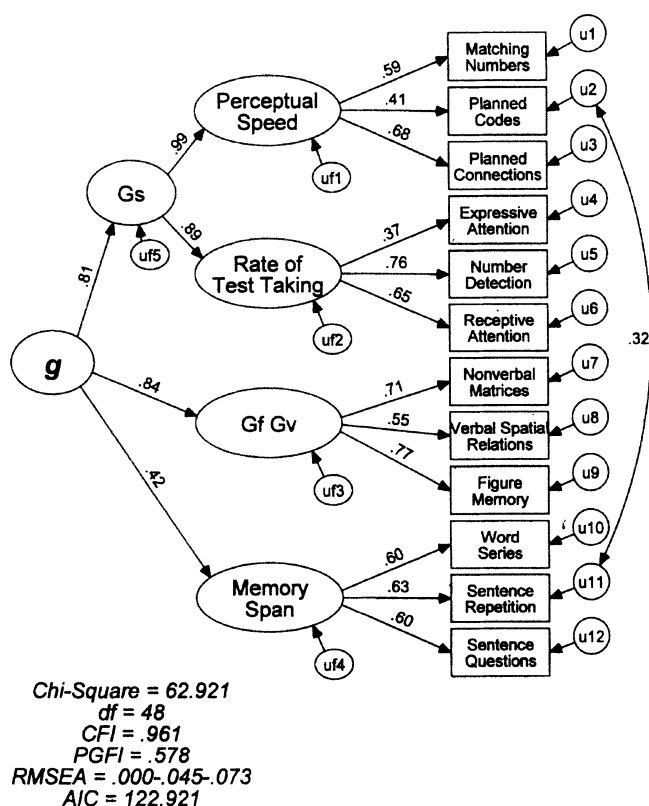 Matching
Numbers
u1
.59
Perceptual
Speed
.41
Planned
Codes
u2
.68
Planned
Connections
u3
.99
uf1
Gs
Expressive
Attention
u4
.89
.37
uf5
Rate of
Test Taking
.76
Number
Detection
u5
.81
.65
Receptive
Attention
u6
uf2
.32
g
Nonverbal
Matrices
u7
.84
.71
Gf Gv
.55
Verbal Spatial
Relations
u8
.77
uf3
Figure
Memory
u9
.42
Word
Series
u10
.60
Memory
Span
.63
Sentence
Repetition
u11
.60
Sentence
Questions
u12
uf4
Chi-Square = 62.921
df = 48
CFI = .961
PGFI = .578
RMSEA = .000-.045-.073
AIC = 122.921